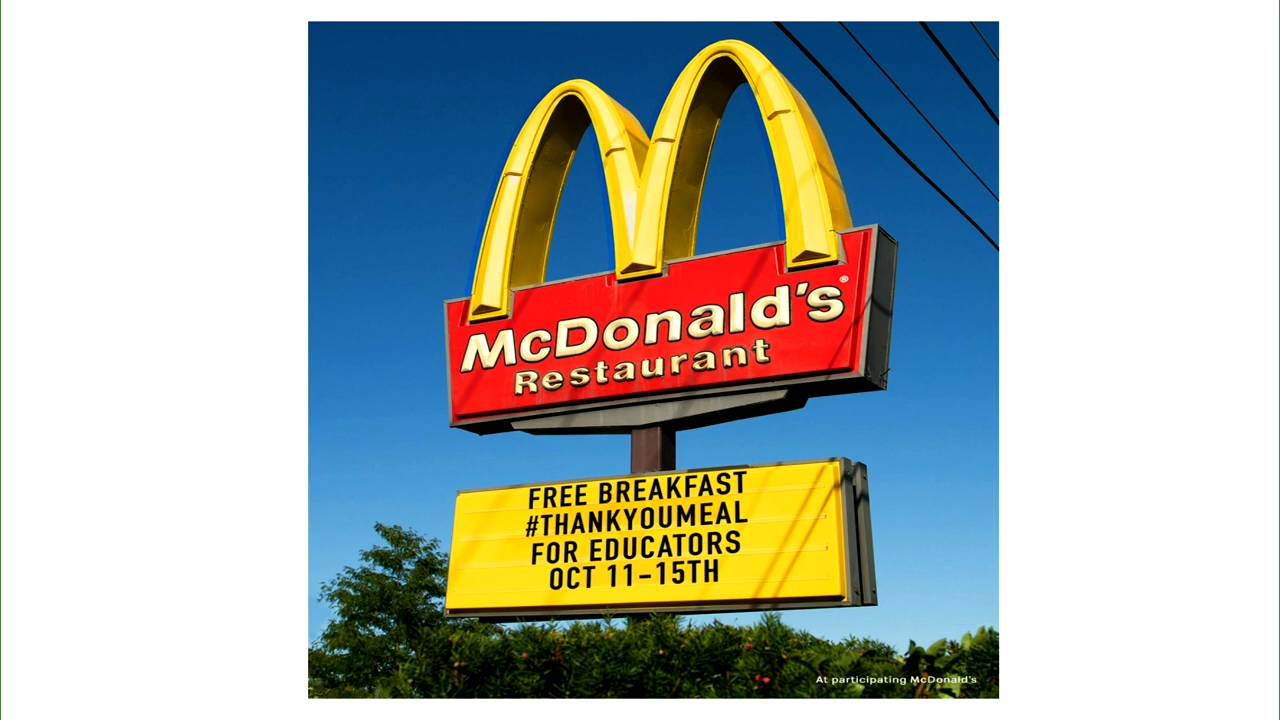 McDonald's®
Restaurant
FREE BREAKFAST
#THANKYOUMEAL
FOR EDUCATORS
OCT 11-15TH
At participating McDonald's